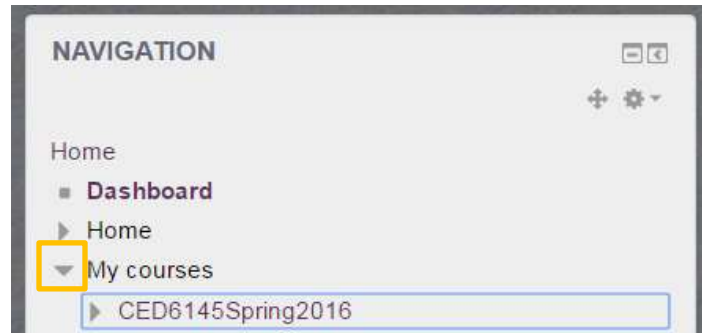 NAVIGATION
Home
Dashboard
Home
My courses
CED6145Spring2016